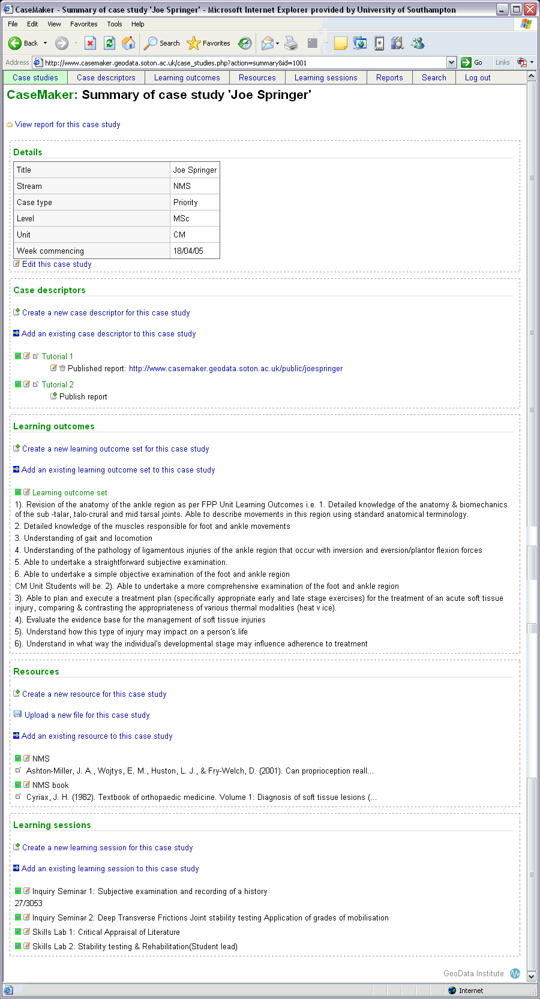 CaseMaker - Summary of case study 'Joe Springer' - Microsoft Internet Explorer provided by University of Southampton
File Edit View Favorites Tools Help
Back Search Favorites
Address http://www.casemaker.geodata.soton.ac.uk/case_studies.php?action=summary&id=1001 Go Links
Case studies Case descriptors Learning outcomes Resources Learning sessions Reports Search Log out
CaseMaker: Summary of case study 'Joe Springer'
View report for this case study
Details
Title Joe Springer
Stream NMS
Case type Priority
Level MSc
Unit CM
Week commencing 18/04/05
Edit this case study
Case descriptors
Create a new case descriptor for this case study
Add an existing case descriptor to this case study
Tutorial 1
Published report: http://www.casemaker.geodata.soton.ac.uk/public/joespringer
Tutorial 2
Publish report
Learning outcomes
Create a new learning outcome set for this case study
Add an existing learning outcome set to this case study
Learning outcome set
1). Revision of the anatomy of the ankle region as per FPP Unit Learning Outcomes i.e. 1. Detailed knowledge of the anatomy & biomechanics
of the sub -talar, talo-crural and mid tarsal joints. Able to describe movements in this region using standard anatomical terminology.
2. Detailed knowledge of the muscles responsible for foot and ankle movements
3. Understanding of gait and locomotion
4. Understanding of the pathology of ligamentous injuries of the ankle region that occur with inversion and eversion/plantor flexion forces
5. Able to undertake a straightforward subjective examination.
6. Able to undertake a simple objective examination of the foot and ankle region
CM Unit Students will be: 2). Able to undertake a more comprehensive examination of the foot and ankle region
3). Able to plan and execute a treatment plan (specifically appropriate early and late stage exercises) for the treatment of an acute soft tissue
injury, comparing & contrasting the appropriateness of various thermal modalities (heat v ice).
4). Evaluate the evidence base for the management of soft tissue injuries
5). Understand how this type of injury may impact on a person's life
6). Understand in what way the individual's developmental stage may influence adherence to treatment
Resources
Create a new resource for this case study
Upload a new file for this case study
Add an existing resource to this case study
NMS
Ashton-Miller, J. A., Wojtys, E. M., Huston, L. J., & Fry-Welch, D. (2001). Can proprioception reall...
NMS book
Cyriax, J. H. (1982). Textbook of orthopaedic medicine. Volume 1: Diagnosis of soft tissue lesions (...
Learning sessions
Create a new learning session for this case study
Add an existing learning session to this case study
Inquiry Seminar 1: Subjective examination and recording of a history
27/3053
Inquiry Seminar 2: Deep Transverse Frictions Joint stability testing Application of grades of mobilisation
Skills Lab 1: Critical Appraisal of Literature
Skills Lab 2: Stability testing & Rehabilitation(Student lead)
GeoData Institute
Internet